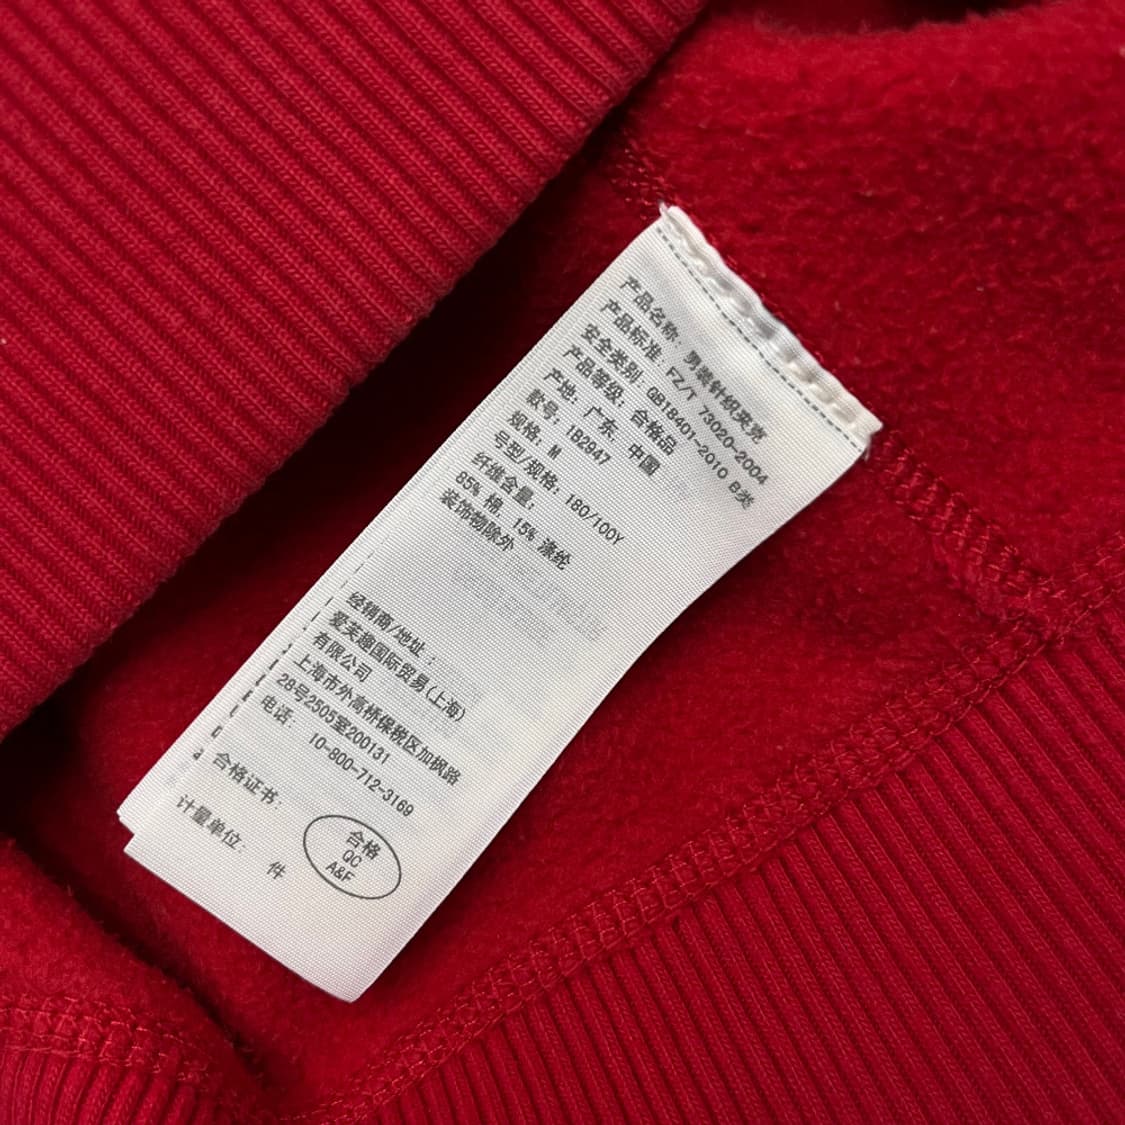 产品名称: 男装针织夹克
产品标准: FZ/T 73020-2004
安全类别: GB18401-2010 B类
产品等级: 合格品
产地: 广东, 中国
款号: 1B2947
规格: M
号型/规格: 180/100Y
纤维含量:
85% 棉, 15% 涤纶
装饰物除外
经销商/地址:
爱芙趣国际贸易(上海)
有限公司
上海市外高桥保税区加枫路
28号2505室200131
电话: 10-800-712-3169
合格证书:
合格
QC
A&F
计量单位: 件